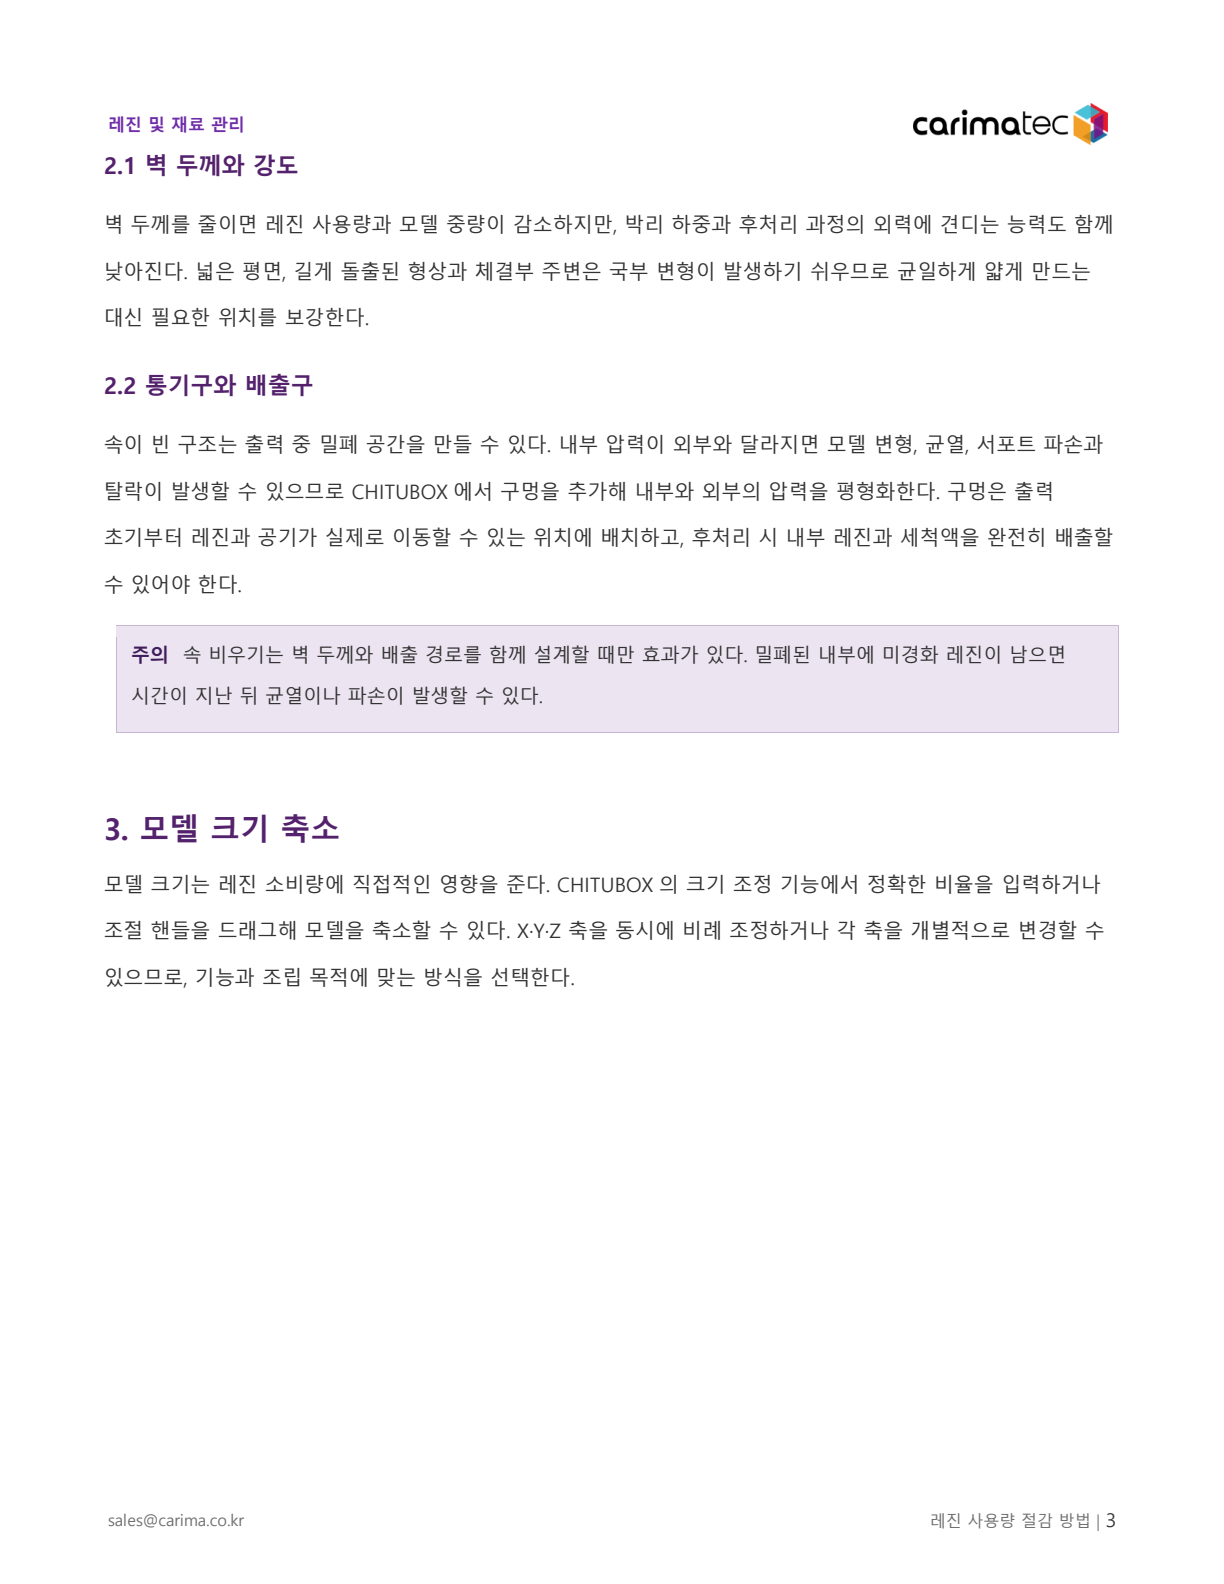 레진 및 재료 관리
carimatec
2.1 벽 두께와 강도
벽 두께를 줄이면 레진 사용량과 모델 중량이 감소하지만, 박리 하중과 후처리 과정의 외력에 견디는 능력도 함께
낮아진다. 넓은 평면, 길게 돌출된 형상과 체결부 주변은 국부 변형이 발생하기 쉬우므로 균일하게 얇게 만드는
대신 필요한 위치를 보강한다.
2.2 통기구와 배출구
속이 빈 구조는 출력 중 밀폐 공간을 만들 수 있다. 내부 압력이 외부와 달라지면 모델 변형, 균열, 서포트 파손과
탈락이 발생할 수 있으므로 CHITUBOX 에서 구멍을 추가해 내부와 외부의 압력을 평형화한다. 구멍은 출력
초기부터 레진과 공기가 실제로 이동할 수 있는 위치에 배치하고, 후처리 시 내부 레진과 세척액을 완전히 배출할
수 있어야 한다.
주의 속 비우기는 벽 두께와 배출 경로를 함께 설계할 때만 효과가 있다. 밀폐된 내부에 미경화 레진이 남으면
시간이 지난 뒤 균열이나 파손이 발생할 수 있다.
3. 모델 크기 축소
모델 크기는 레진 소비량에 직접적인 영향을 준다. CHITUBOX 의 크기 조정 기능에서 정확한 비율을 입력하거나
조절 핸들을 드래그해 모델을 축소할 수 있다. X·Y·Z 축을 동시에 비례 조정하거나 각 축을 개별적으로 변경할 수
있으므로, 기능과 조립 목적에 맞는 방식을 선택한다.
sales@carima.co.kr
레진 사용량 절감 방법 | 3